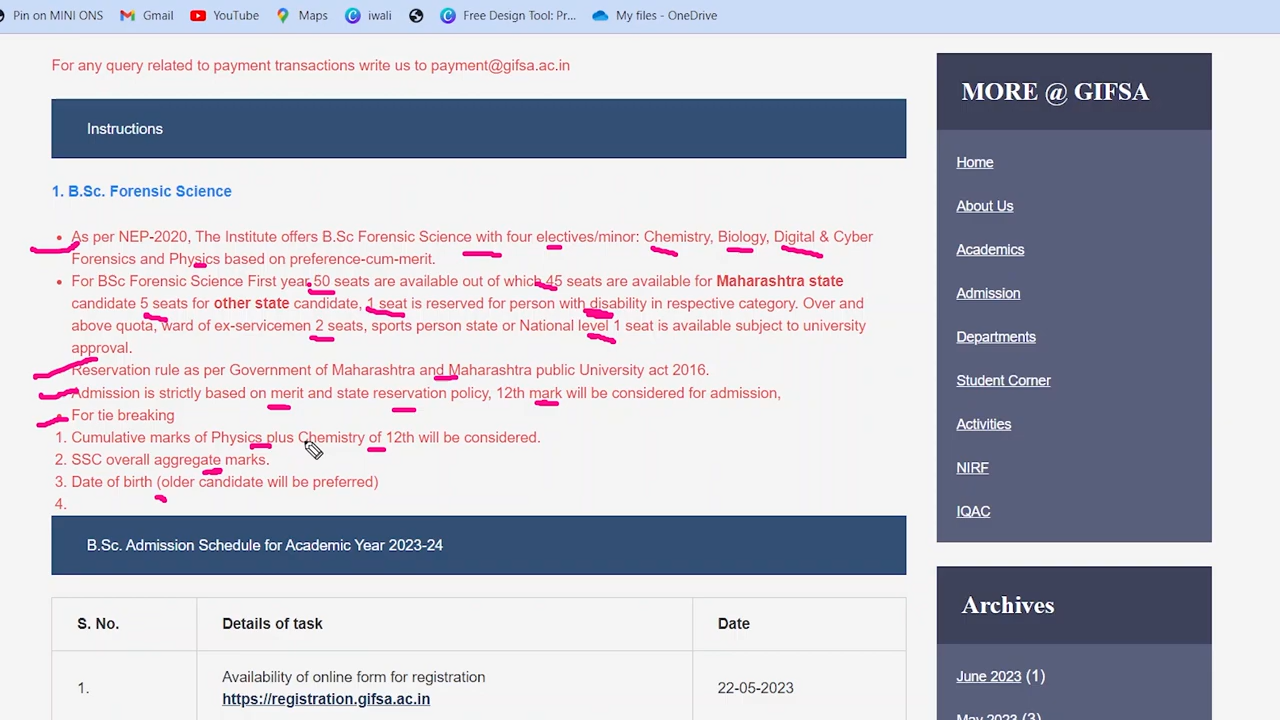 Pin on MINI ONS Gmail YouTube Maps iwali Free Design Tool: Pr... My files - OneDrive
For any query related to payment transactions write us to payment@gifsa.ac.in
Instructions
1. B.Sc. Forensic Science
As per NEP-2020, The Institute offers B.Sc Forensic Science with four electives/minor: Chemistry, Biology, Digital & Cyber
Forensics and Physics based on preference-cum-merit.
For BSc Forensic Science First year 50 seats are available out of which 45 seats are available for Maharashtra state
candidate 5 seats for other state candidate, 1 seat is reserved for person with disability in respective category. Over and
above quota, ward of ex-servicemen 2 seats, sports person state or National level 1 seat is available subject to university
approval.
Reservation rule as per Government of Maharashtra and Maharashtra public University act 2016.
Admission is strictly based on merit and state reservation policy, 12th mark will be considered for admission,
For tie breaking
1. Cumulative marks of Physics plus Chemistry of 12th will be considered.
2. SSC overall aggregate marks.
3. Date of birth (older candidate will be preferred)
4.
B.Sc. Admission Schedule for Academic Year 2023-24
S. No. Details of task Date
Availability of online form for registration
1. 22-05-2023
https://registration.gifsa.ac.in
MORE @ GIFSA
Home
About Us
Academics
Admission
Departments
Student Corner
Activities
NIRF
IQAC
Archives
June 2023 (1)
May 2023 (3)